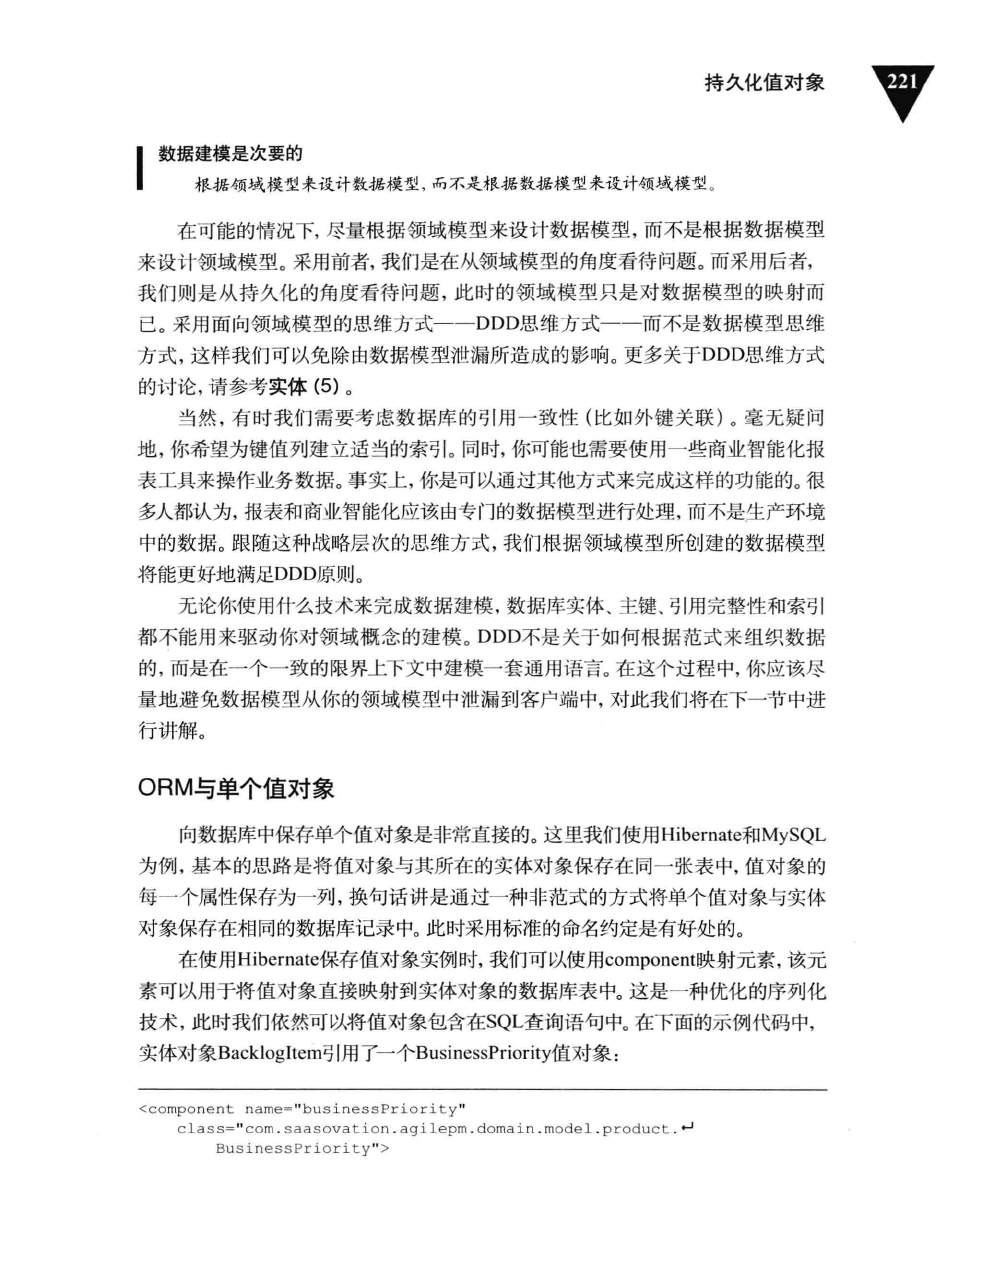 持久化值对象
221
数据建模是次要的
根据领域模型来设计数据模型，而不是根据数据模型来设计领域模型。
在可能的情况下，尽量根据领域模型来设计数据模型，而不是根据数据模型
来设计领域模型。采用前者，我们是在从领域模型的角度看待问题。而采用后者，
我们则是从持久化的角度看待问题，此时的领域模型只是对数据模型的映射而
已。采用面向领域模型的思维方式——DDD思维方式——而不是数据模型思维
方式，这样我们可以免除由数据模型泄漏所造成的影响。更多关于DDD思维方式
的讨论，请参考实体（5）。
当然，有时我们需要考虑数据库的引用一致性（比如外键关联）。毫无疑问
地，你希望为键值列建立适当的索引。同时，你可能也需要使用一些商业智能化报
表工具来操作业务数据。事实上，你是可以通过其他方式来完成这样的功能的。很
多人都认为，报表和商业智能化应该由专门的数据模型进行处理，而不是生产环境
中的数据。跟随这种战略层次的思维方式，我们根据领域模型所创建的数据模型
将能更好地满足DDD原则。
无论你使用什么技术来完成数据建模，数据库实体、主键、引用完整性和索引
都不能用来驱动你对领域概念的建模。DDD不是关于如何根据范式来组织数据
的，而是在一个一致的限界上下文中建模一套通用语言。在这个过程中，你应该尽
量地避免数据模型从你的领域模型中泄漏到客户端中，对此我们将在下一节中进
行讲解。
ORM与单个值对象
向数据库中保存单个值对象是非常直接的。这里我们使用Hibernate和MySQL
为例，基本的思路是将值对象与其所在的实体对象保存在同一张表中，值对象的
每一个属性保存为一列，换句话讲是通过一种非范式的方式将单个值对象与实体
对象保存在相同的数据库记录中。此时采用标准的命名约定是有好处的。
在使用Hibernate保存值对象实例时，我们可以使用component映射元素，该元
素可以用于将值对象直接映射到实体对象的数据库表中。这是一种优化的序列化
技术，此时我们依然可以将值对象包含在SQL查询语句中。在下面的示例代码中，
实体对象BacklogItem引用了一个BusinessPriority值对象：
<component name="businessPriority"
class="com.saasovation.agilepm.domain.model.product.↵
BusinessPriority">